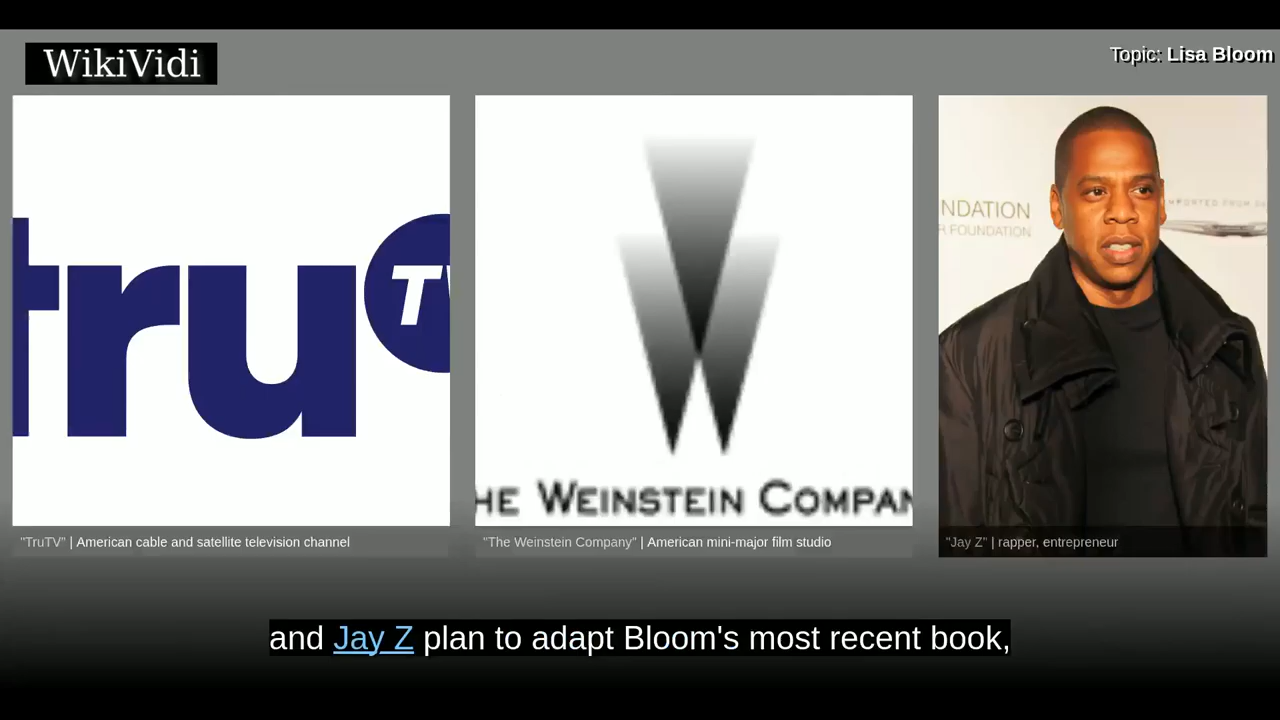 WikiVidi
Topic: Lisa Bloom
tru
T
HE WEINSTEIN COMPAN
NDATION
R FOUNDATION
"TruTV" | American cable and satellite television channel
"The Weinstein Company" | American mini-major film studio
"Jay Z" | rapper, entrepreneur
and Jay Z plan to adapt Bloom's most recent book,